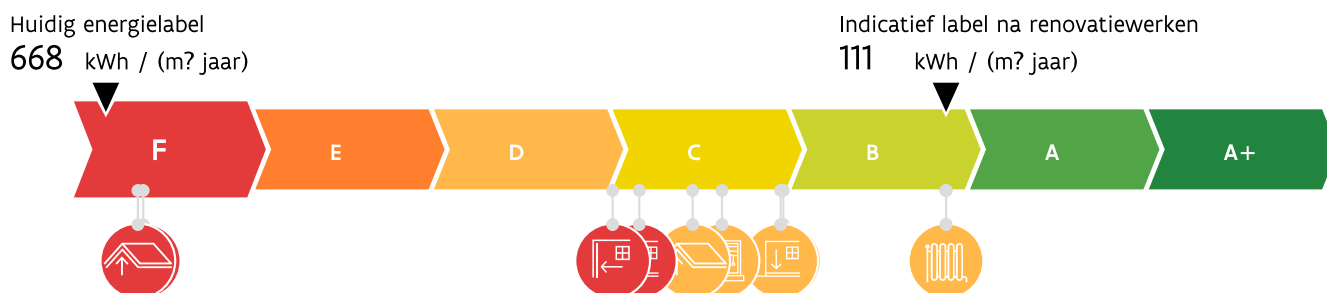 Huidig energielabel
668 kWh / (m? jaar)
Indicatief label na renovatiewerken
111 kWh / (m? jaar)
F E D C B A A+